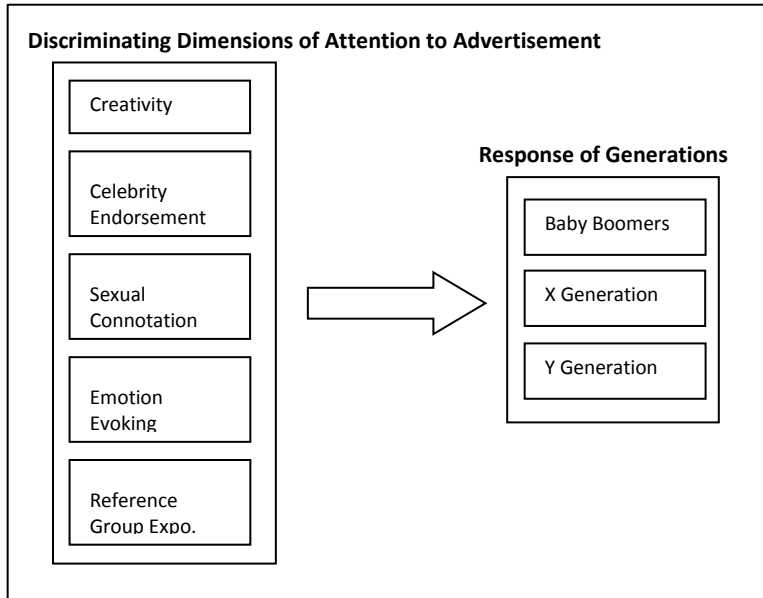 Discriminating Dimensions of Attention to Advertisement
Creativity
Celebrity
Endorsement
Sexual
Connotation
Emotion
Evoking
Reference
Group Expo.
Response of Generations
Baby Boomers
X Generation
Y Generation